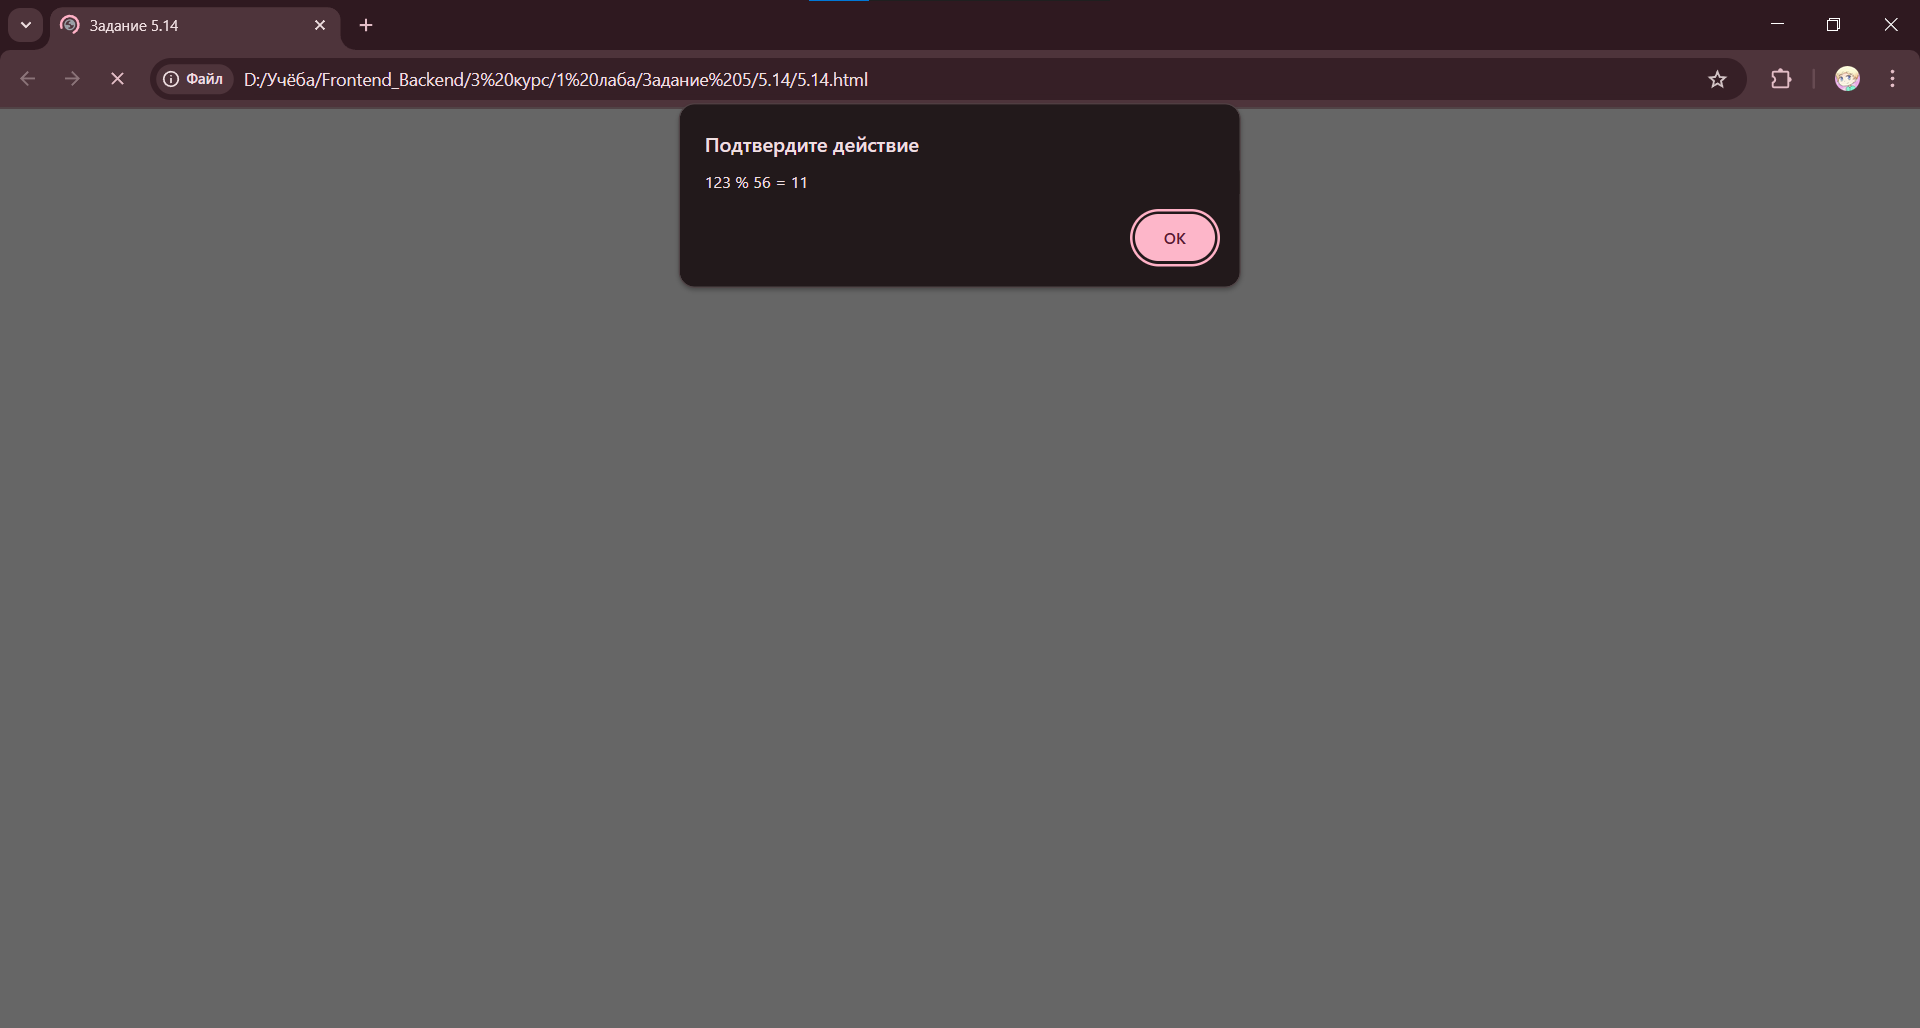 Задание 5.14
Файл D:/Учёба/Frontend_Backend/3%20курс/1%20лаба/Задание%205/5.14/5.14.html
Подтвердите действие
123 % 56 = 11
ОК